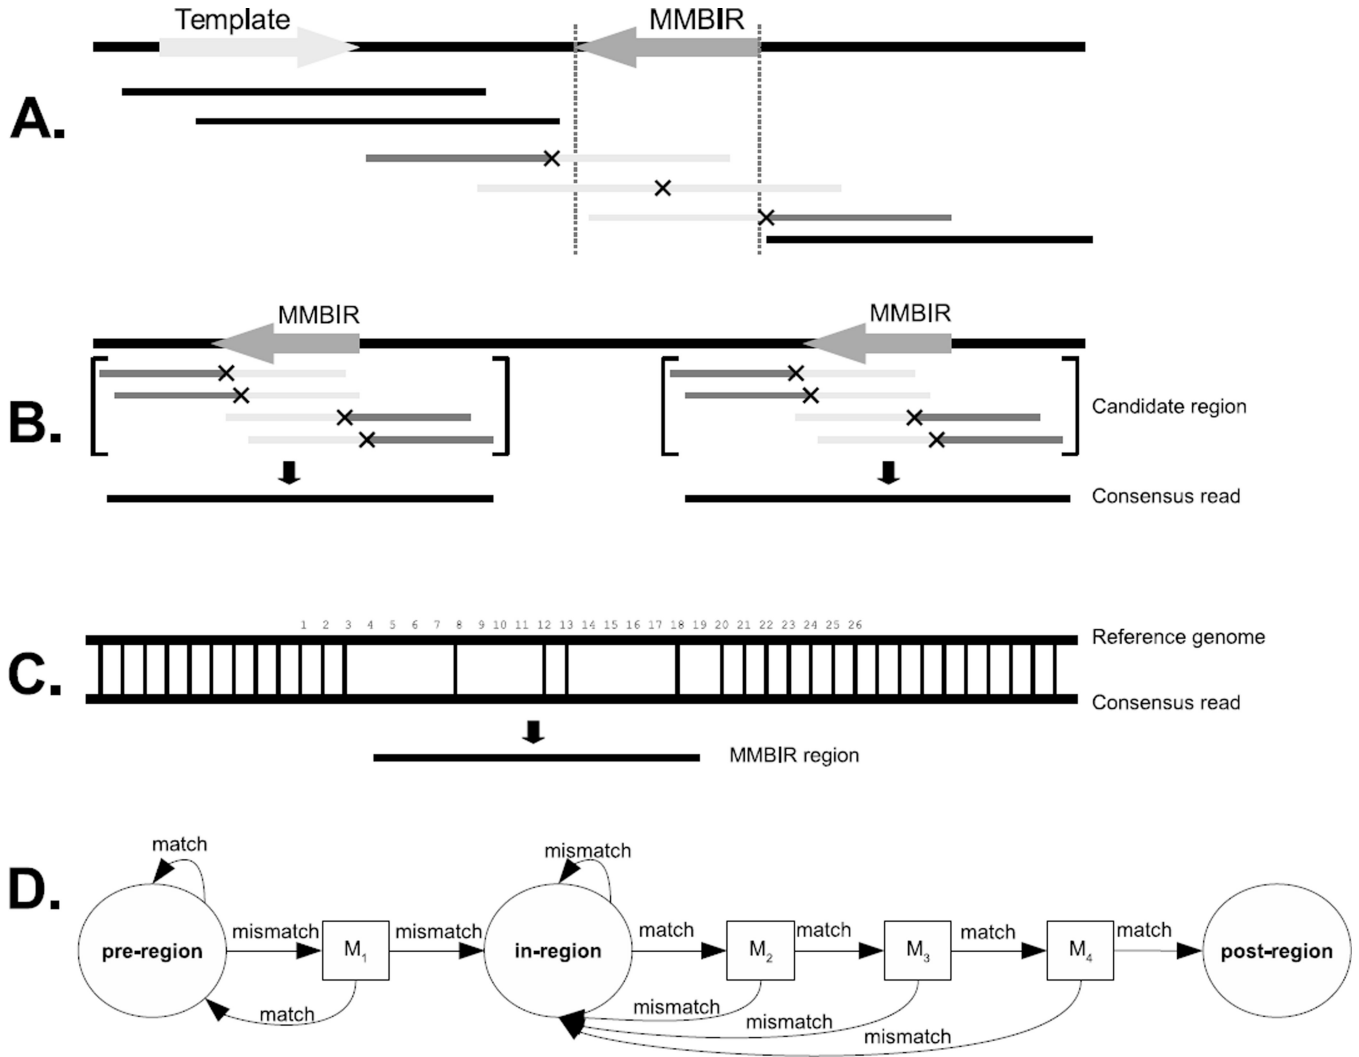 Template
MMBIR
A.
MMBIR
MMBIR
B.
Candidate region
Consensus read
1 2 3 4 5 6 7 8 9 10 11 12 13 14 15 16 17 18 19 20 21 22 23 24 25 26
Reference genome
C.
Consensus read
MMBIR region
D.
match
mismatch
pre-region
mismatch
M₁
mismatch
in-region
match
M₂
match
M₃
match
M₄
match
post-region
match
mismatch
mismatch
mismatch